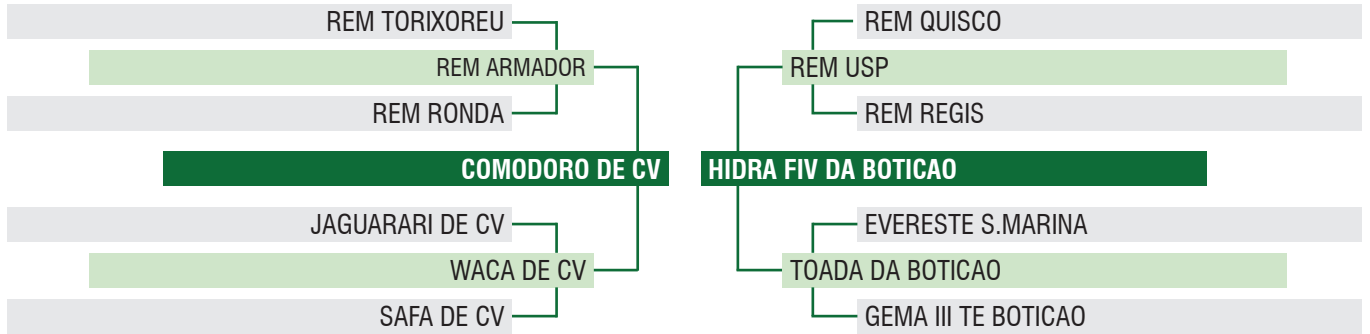 REM TORIXOREU
REM ARMADOR
REM RONDA
COMODORO DE CV
JAGUARARI DE CV
WACA DE CV
SAFA DE CV
REM QUISCO
REM USP
REM REGIS
HIDRA FIV DA BOTICAO
EVERESTE S.MARINA
TOADA DA BOTICAO
GEMA III TE BOTICAO